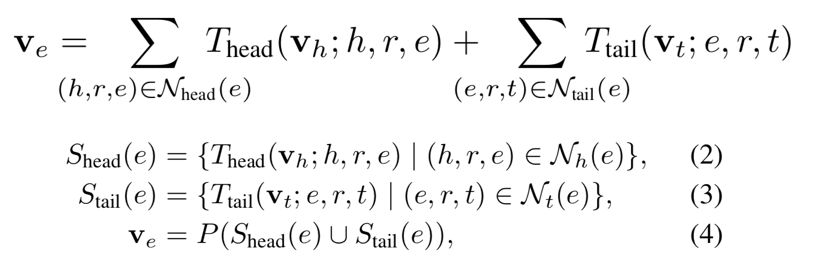 v_e = ∑_{(h,r,e)∈𝒩_head(e)} T_head(v_h; h, r, e) + ∑_{(e,r,t)∈𝒩_tail(e)} T_tail(v_t; e, r, t)
S_head(e) = {T_head(v_h; h, r, e) | (h, r, e) ∈ 𝒩_h(e)}, (2)
S_tail(e) = {T_tail(v_t; e, r, t) | (e, r, t) ∈ 𝒩_t(e)}, (3)
v_e = P(S_head(e) ∪ S_tail(e)), (4)